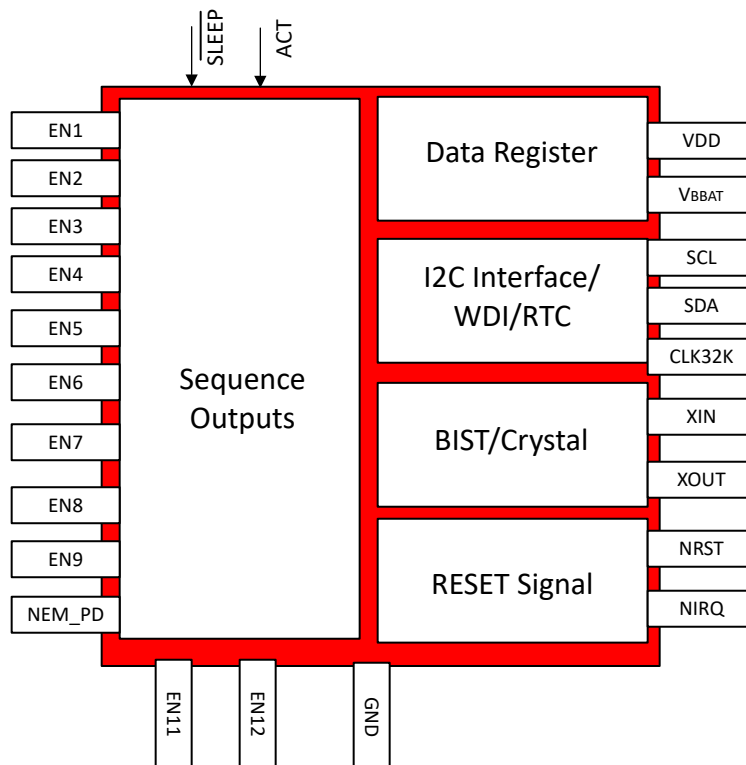 SLEEP
ACT
EN1
EN2
EN3
EN4
EN5
EN6
EN7
EN8
EN9
NEM_PD
Sequence
Outputs
Data Register
I2C Interface/
WDI/RTC
BIST/Crystal
RESET Signal
VDD
VBBAT
SCL
SDA
CLK32K
XIN
XOUT
NRST
NIRQ
EN11
EN12
GND